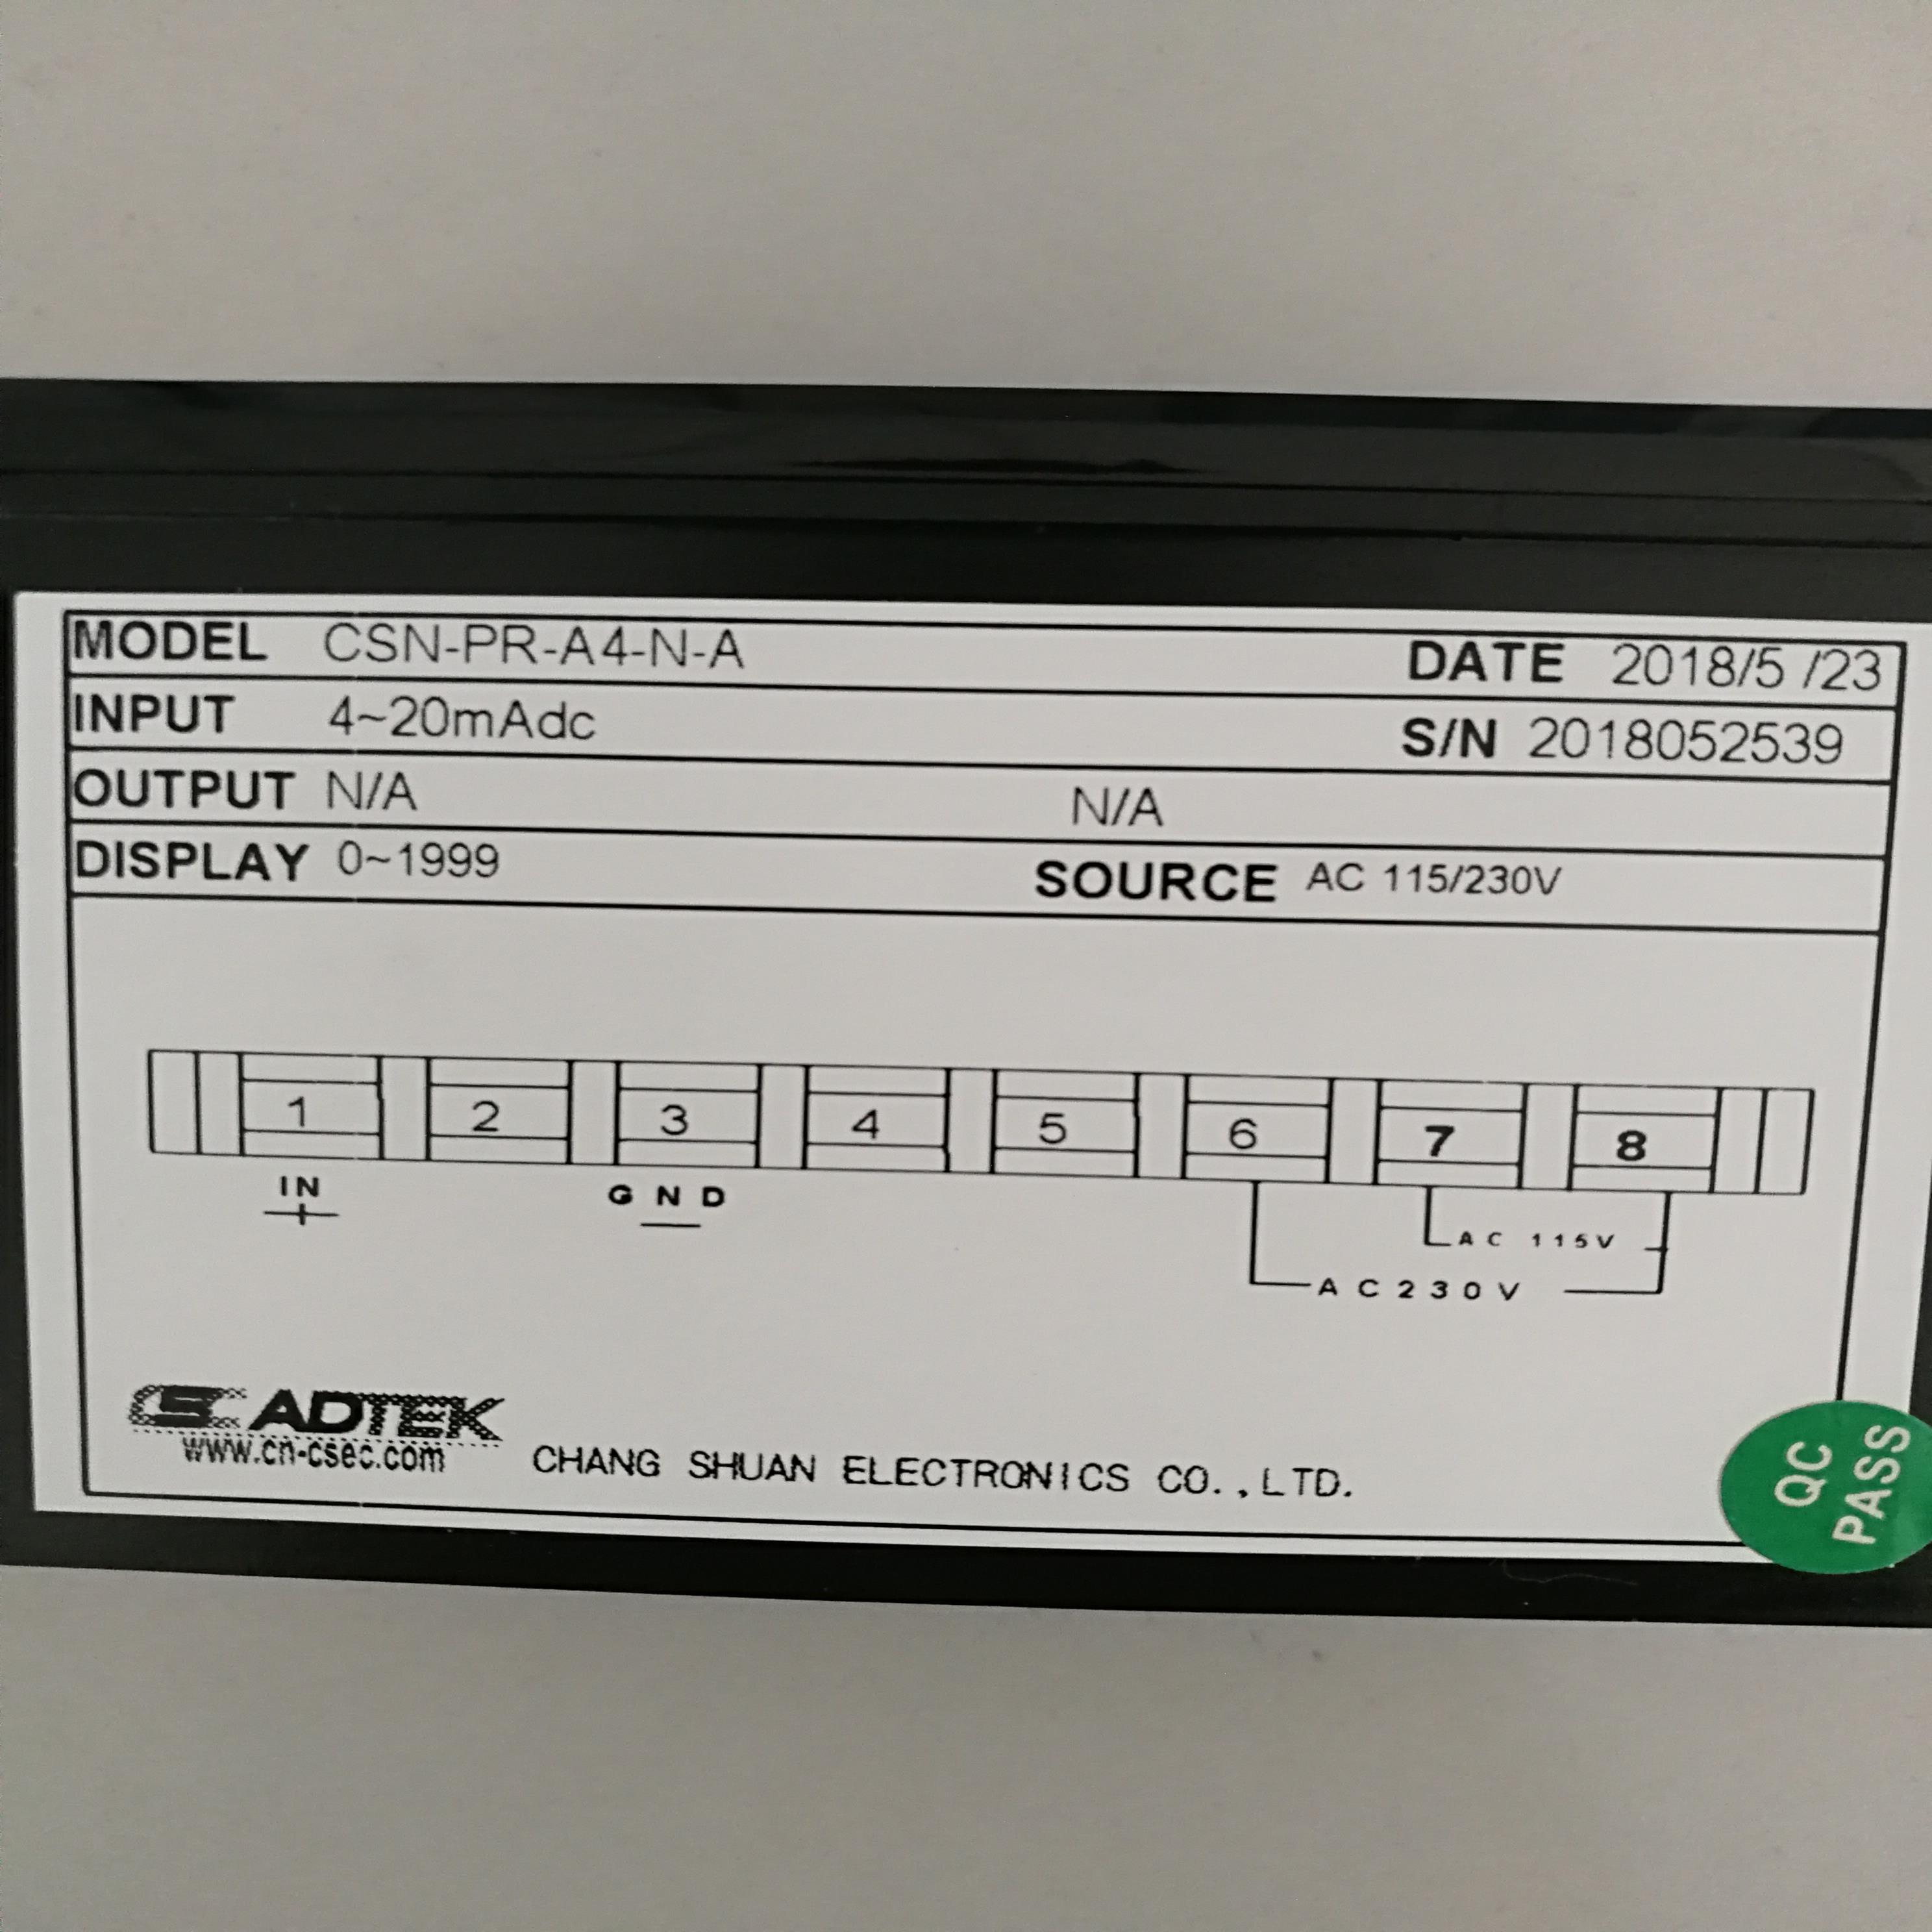 MODEL CSN-PR-A4-N-A DATE 2018/5 /23
INPUT 4~20mAdc S/N 2018052539
OUTPUT N/A N/A
DISPLAY 0~1999 SOURCE AC 115/230V
1 2 3 4 5 6 7 8
IN GND
+ —
AC 115V
AC230V
CSEC ADTEK
www.cn-csec.com
CHANG SHUAN ELECTRONICS CO.,LTD.
QC
PASS